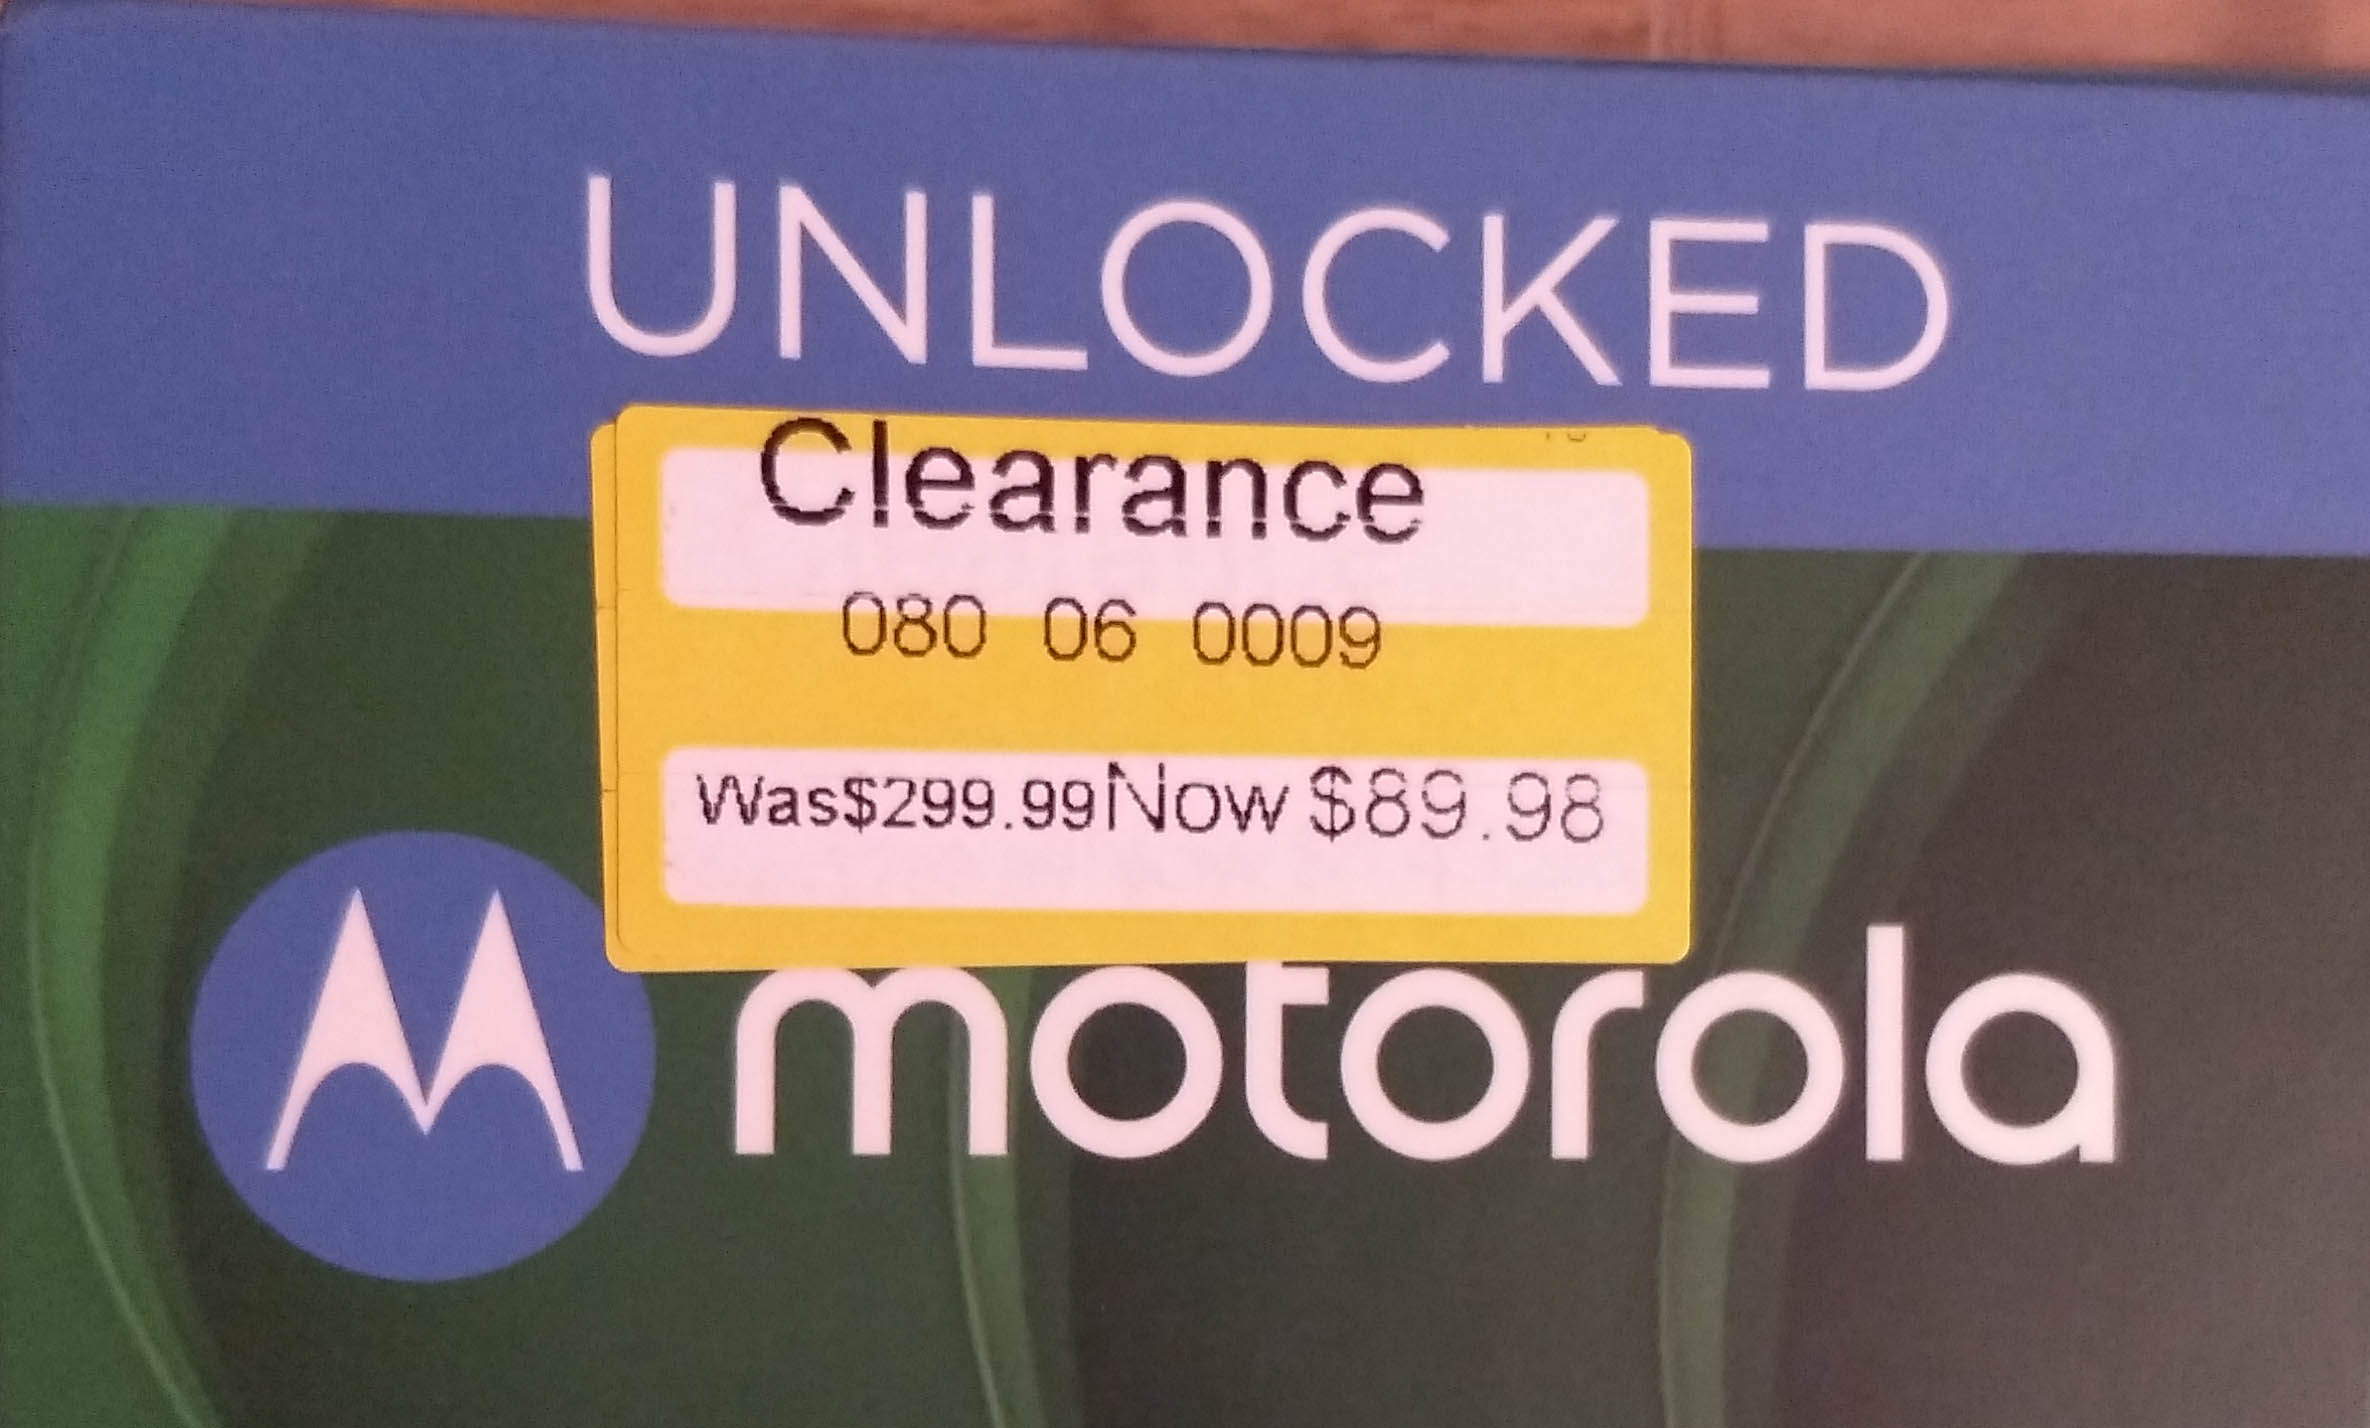 UNLOCKED
Clearance
080 06 0009
Was$299.99Now $89.98
motorola